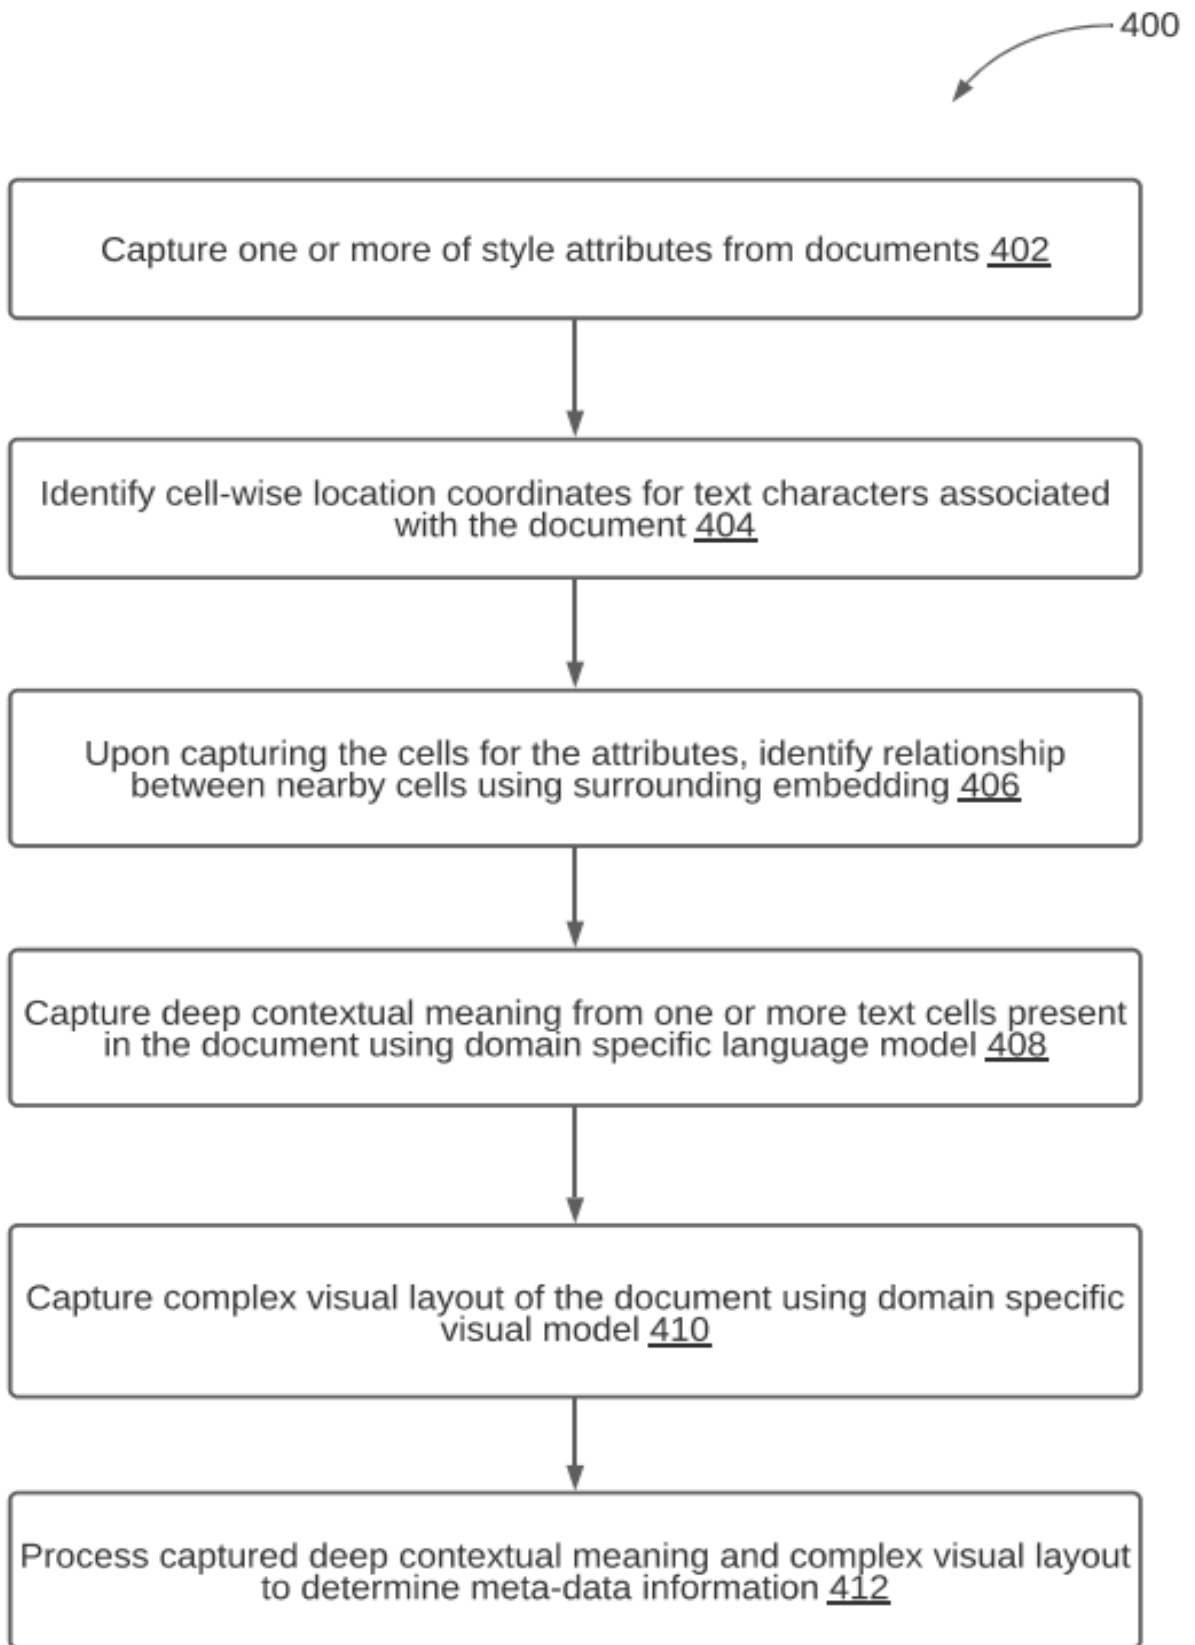 400
Capture one or more of style attributes from documents 402
Identify cell-wise location coordinates for text characters associated
with the document 404
Upon capturing the cells for the attributes, identify relationship
between nearby cells using surrounding embedding 406
Capture deep contextual meaning from one or more text cells present
in the document using domain specific language model 408
Capture complex visual layout of the document using domain specific
visual model 410
Process captured deep contextual meaning and complex visual layout
to determine meta-data information 412